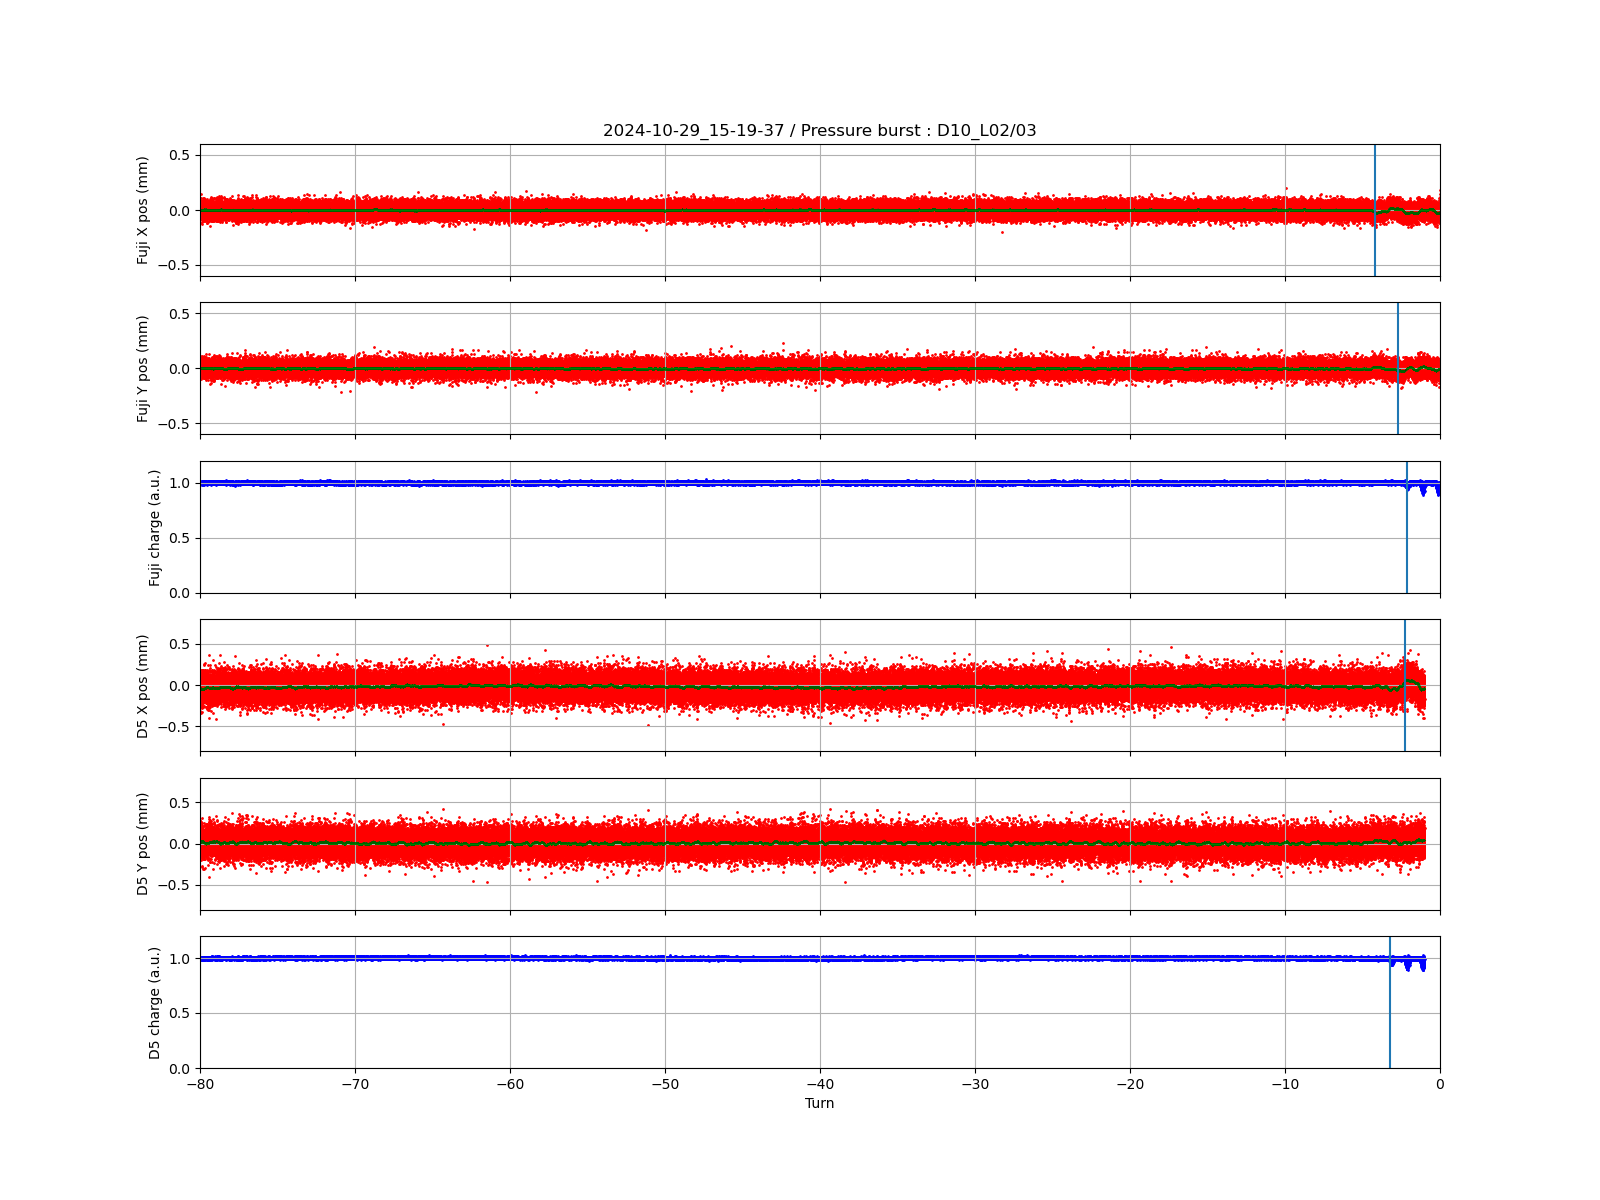 2024-10-29_15-19-37 / Pressure burst : D10_L02/03
Fuji X pos (mm)
0.5
0.0
−0.5
Fuji Y pos (mm)
0.5
0.0
−0.5
Fuji charge (a.u.)
1.0
0.5
0.0
D5 X pos (mm)
0.5
0.0
−0.5
D5 Y pos (mm)
0.5
0.0
−0.5
D5 charge (a.u.)
1.0
0.5
0.0
−80 −70 −60 −50 −40 −30 −20 −10 0
Turn